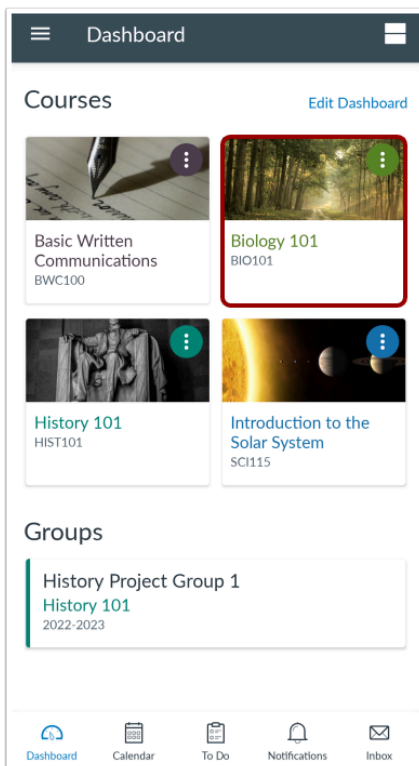 Dashboard
Courses
Edit Dashboard
Basic Written
Communications
BWC100
Biology 101
BIO101
History 101
HIST101
Introduction to the
Solar System
SCI115
Groups
History Project Group 1
History 101
2022-2023
Dashboard
Calendar
To Do
Notifications
Inbox